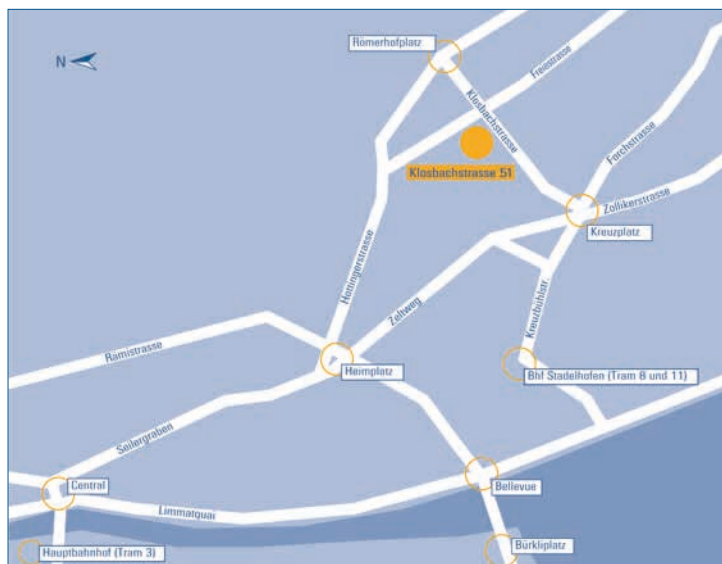 Römerhofplatz
N
Freiestrasse
Klosbachstrasse
Forchstrasse
Klosbachstrasse 51
Zollikerstrasse
Kreuzplatz
Hottingerstrasse
Zeltweg
Kreuzbühlstr.
Rämistrasse
Heimplatz
Bhf Stadelhofen (Tram 8 und 11)
Seilergraben
Central
Bellevue
Limmatquai
Bürkliplatz
Hauptbahnhof (Tram 3)